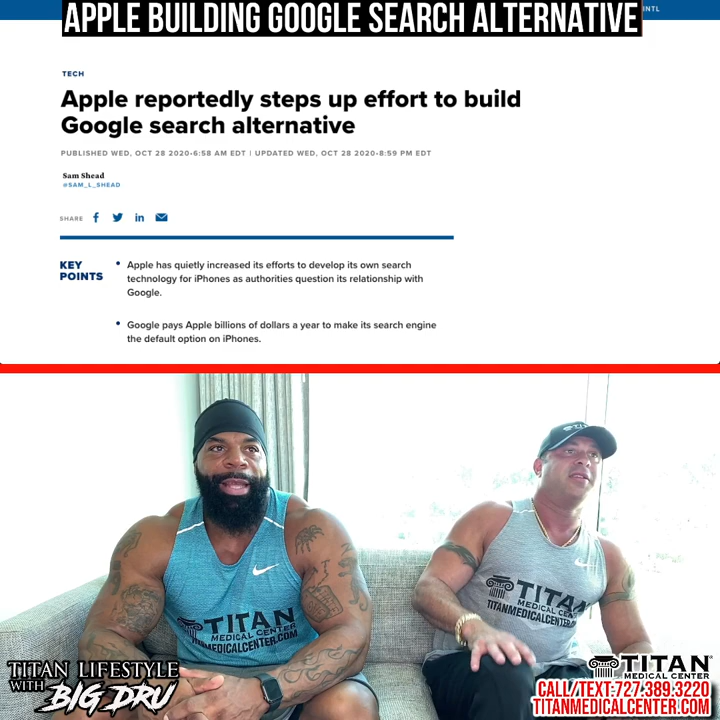 APPLE BUILDING GOOGLE SEARCH ALTERNATIVE
INTL
TECH
Apple reportedly steps up effort to build
Google search alternative
PUBLISHED WED, OCT 28 2020•6:58 AM EDT | UPDATED WED, OCT 28 2020•8:59 PM EDT
Sam Shead
@SAM_L_SHEAD
SHARE
KEY
POINTS
• Apple has quietly increased its efforts to develop its own search
technology for iPhones as authorities question its relationship with
Google.
• Google pays Apple billions of dollars a year to make its search engine
the default option on iPhones.
TITAN
MEDICAL CENTER
TITANMEDICALCENTER.COM
TITAN
MEDICAL CENTER
TITANMEDICALCENTER.COM
TITAN LIFESTYLE
WITH BIG DRU
TITAN
MEDICAL CENTER
CALL/TEXT:727.389.3220
TITANMEDICALCENTER.COM